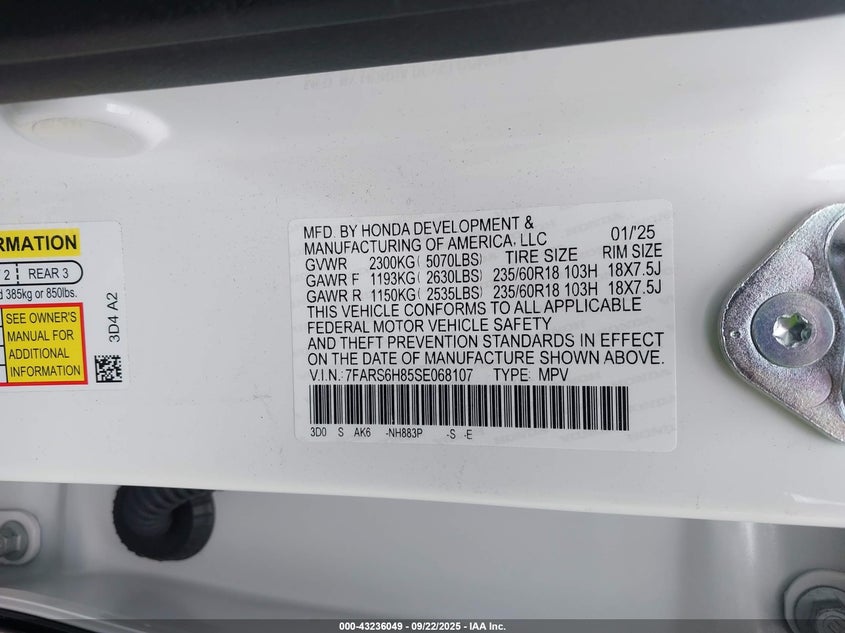 RMATION
2 REAR 3
d 385kg or 850lbs.
SEE OWNER'S
MANUAL FOR
ADDITIONAL
INFORMATION
3D4 A2
MFD. BY HONDA DEVELOPMENT &
MANUFACTURING OF AMERICA, LLC 01/'25
GVWR 2300KG( 5070LBS) TIRE SIZE RIM SIZE
GAWR F 1193KG( 2630LBS) 235/60R18 103H 18X7.5J
GAWR R 1150KG( 2535LBS) 235/60R18 103H 18X7.5J
THIS VEHICLE CONFORMS TO ALL APPLICABLE
FEDERAL MOTOR VEHICLE SAFETY
AND THEFT PREVENTION STANDARDS IN EFFECT
ON THE DATE OF MANUFACTURE SHOWN ABOVE.
V.I.N.: 7FARS6H85SE068107 TYPE: MPV
3D0 S AK6 -NH883P -S -E
000-43236049 - 09/22/2025 - IAA Inc.